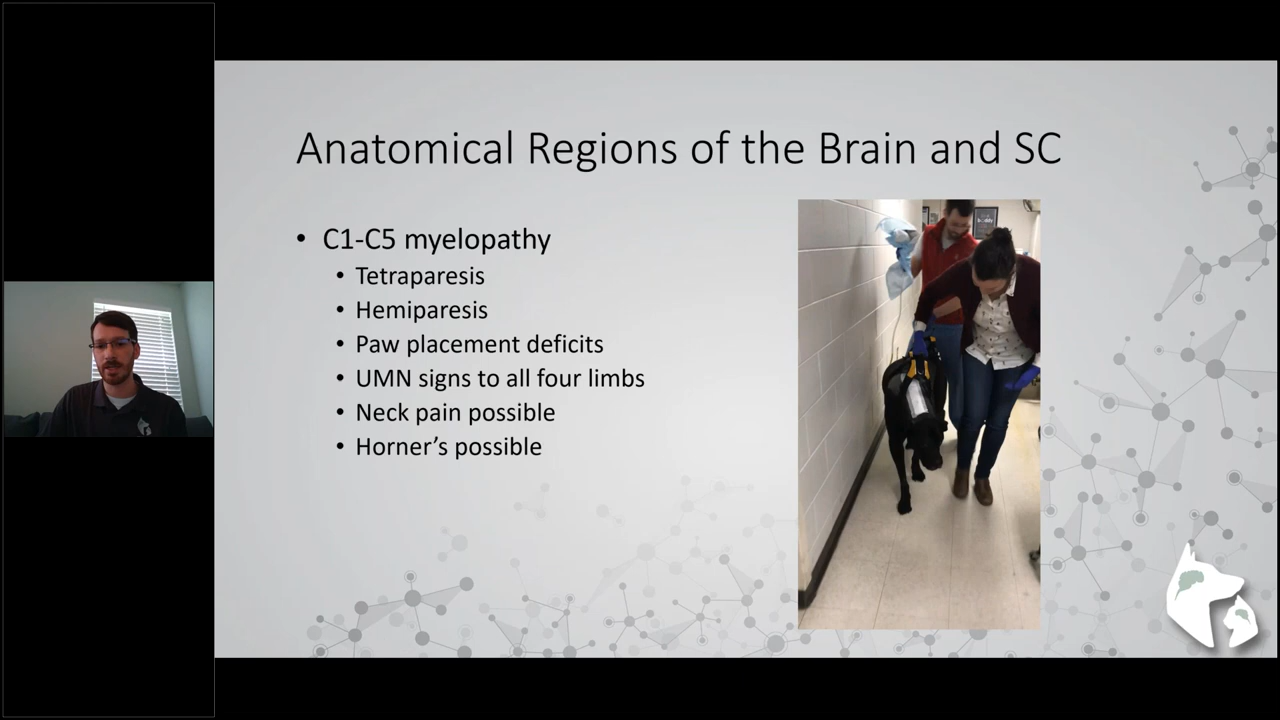 Anatomical Regions of the Brain and SC
• C1-C5 myelopathy
• Tetraparesis
• Hemiparesis
• Paw placement deficits
• UMN signs to all four limbs
• Neck pain possible
• Horner’s possible